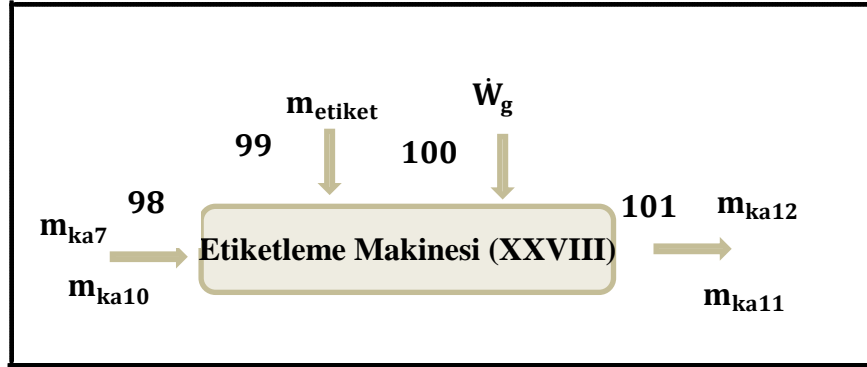 m_etiket
Ẇ_g
99
100
98
101
m_ka12
m_ka7
Etiketleme Makinesi (XXVIII)
m_ka10
m_ka11